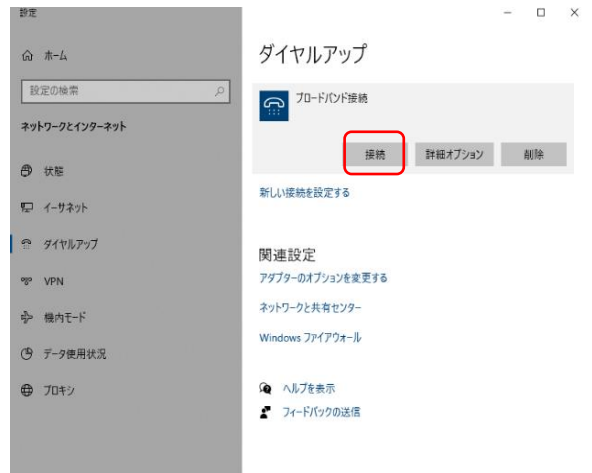 設定
ホーム
設定の検索
ネットワークとインターネット
状態
イーサネット
ダイヤルアップ
VPN
機内モード
データ使用状況
プロキシ
ダイヤルアップ
ブロードバンド接続
接続
詳細オプション
削除
新しい接続を設定する
関連設定
アダプターのオプションを変更する
ネットワークと共有センター
Windows ファイアウォール
ヘルプを表示
フィードバックの送信